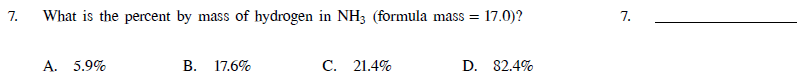 7. What is the percent by mass of hydrogen in NH₃ (formula mass = 17.0)? 7. ____________
A. 5.9% B. 17.6% C. 21.4% D. 82.4%